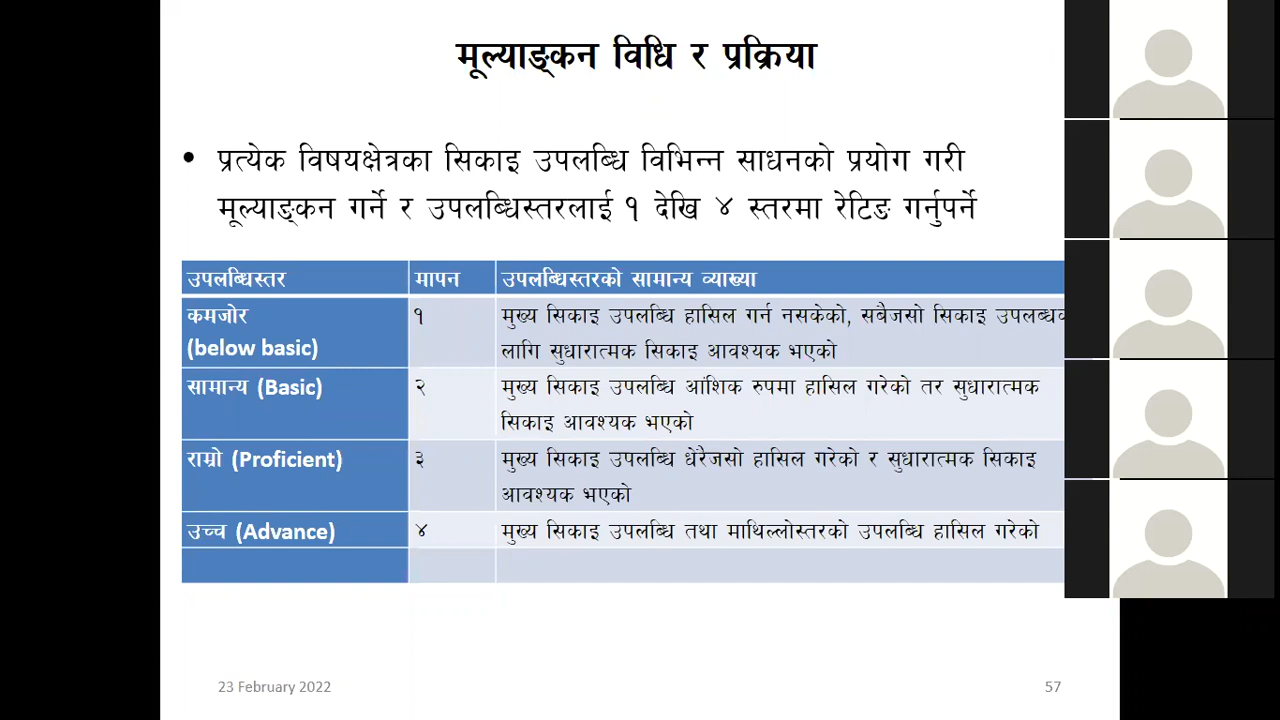 मूल्याङ्कन विधि र प्रक्रिया
• प्रत्येक विषयक्षेत्रका सिकाइ उपलब्धि विभिन्न साधनको प्रयोग गरी
मूल्याङ्कन गर्ने र उपलब्धिस्तरलाई १ देखि ४ स्तरमा रेटिङ गर्नुपर्ने
उपलब्धिस्तर मापन उपलब्धिस्तरको सामान्य व्याख्या
कमजोर १ मुख्य सिकाइ उपलब्धि हासिल गर्न नसकेको, सबैजसो सिकाइ
(below basic) लागि सुधारात्मक सिकाइ आवश्यक भएको
सामान्य (Basic) २ मुख्य सिकाइ उपलब्धि आंशिक रुपमा हासिल गरेको तर सुधारात्मक
सिकाइ आवश्यक भएको
राम्रो (Proficient) ३ मुख्य सिकाइ उपलब्धि धेरैजसो हासिल गरेको र सुधारात्मक सिकाइ
आवश्यक भएको
उच्च (Advance) ४ मुख्य सिकाइ उपलब्धि तथा माथिल्लोस्तरको उपलब्धि हासिल गरेको
23 February 2022 57